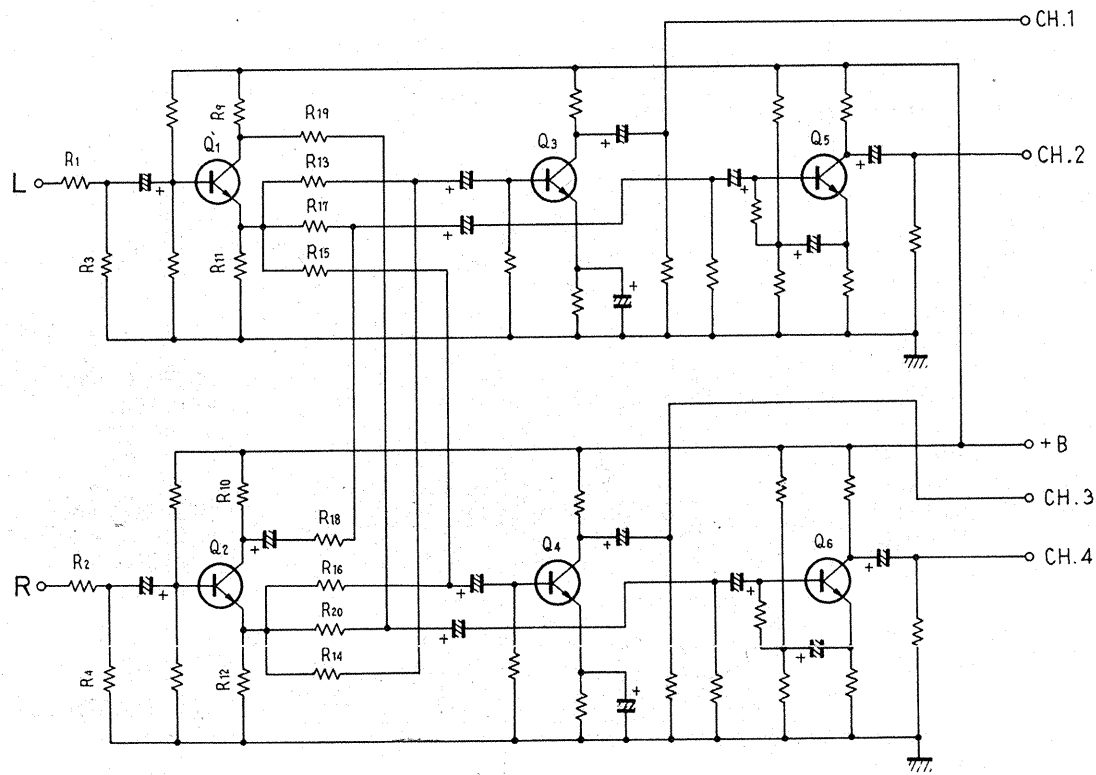 CH.1
R9
R19
Q1
Q3
Q5
R1
R13
CH.2
L
+
+
+
+
+
R17
+
R3
R11
R15
+
+
+B
R10
CH.3
R18
+
+
Q2
Q4
Q6
R2
R16
CH.4
R
+
+
+
+
R20
+
R14
+
R4
R12
+